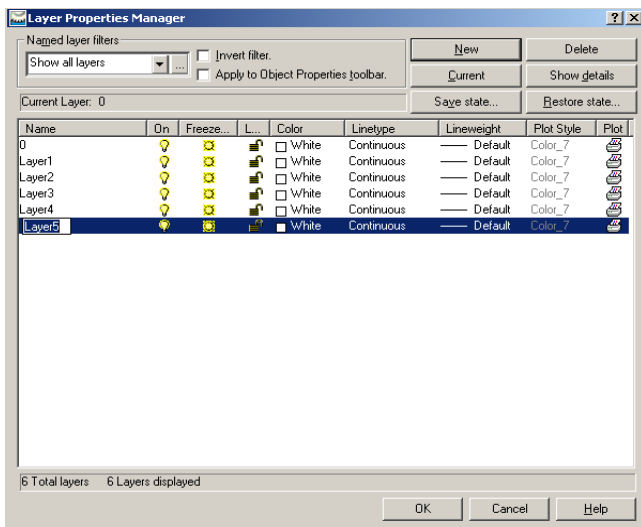 Layer Properties Manager
Named layer filters
Show all layers
...
Invert filter.
Apply to Object Properties toolbar.
New
Delete
Current
Show details
Current Layer: 0
Save state...
Restore state...
Name On Freeze... L... Color Linetype Lineweight Plot Style Plot
0 White Continuous Default Color_7
Layer1 White Continuous Default Color_7
Layer2 White Continuous Default Color_7
Layer3 White Continuous Default Color_7
Layer4 White Continuous Default Color_7
Layer5 White Continuous Default Color_7
6 Total layers 6 Layers displayed
OK Cancel Help